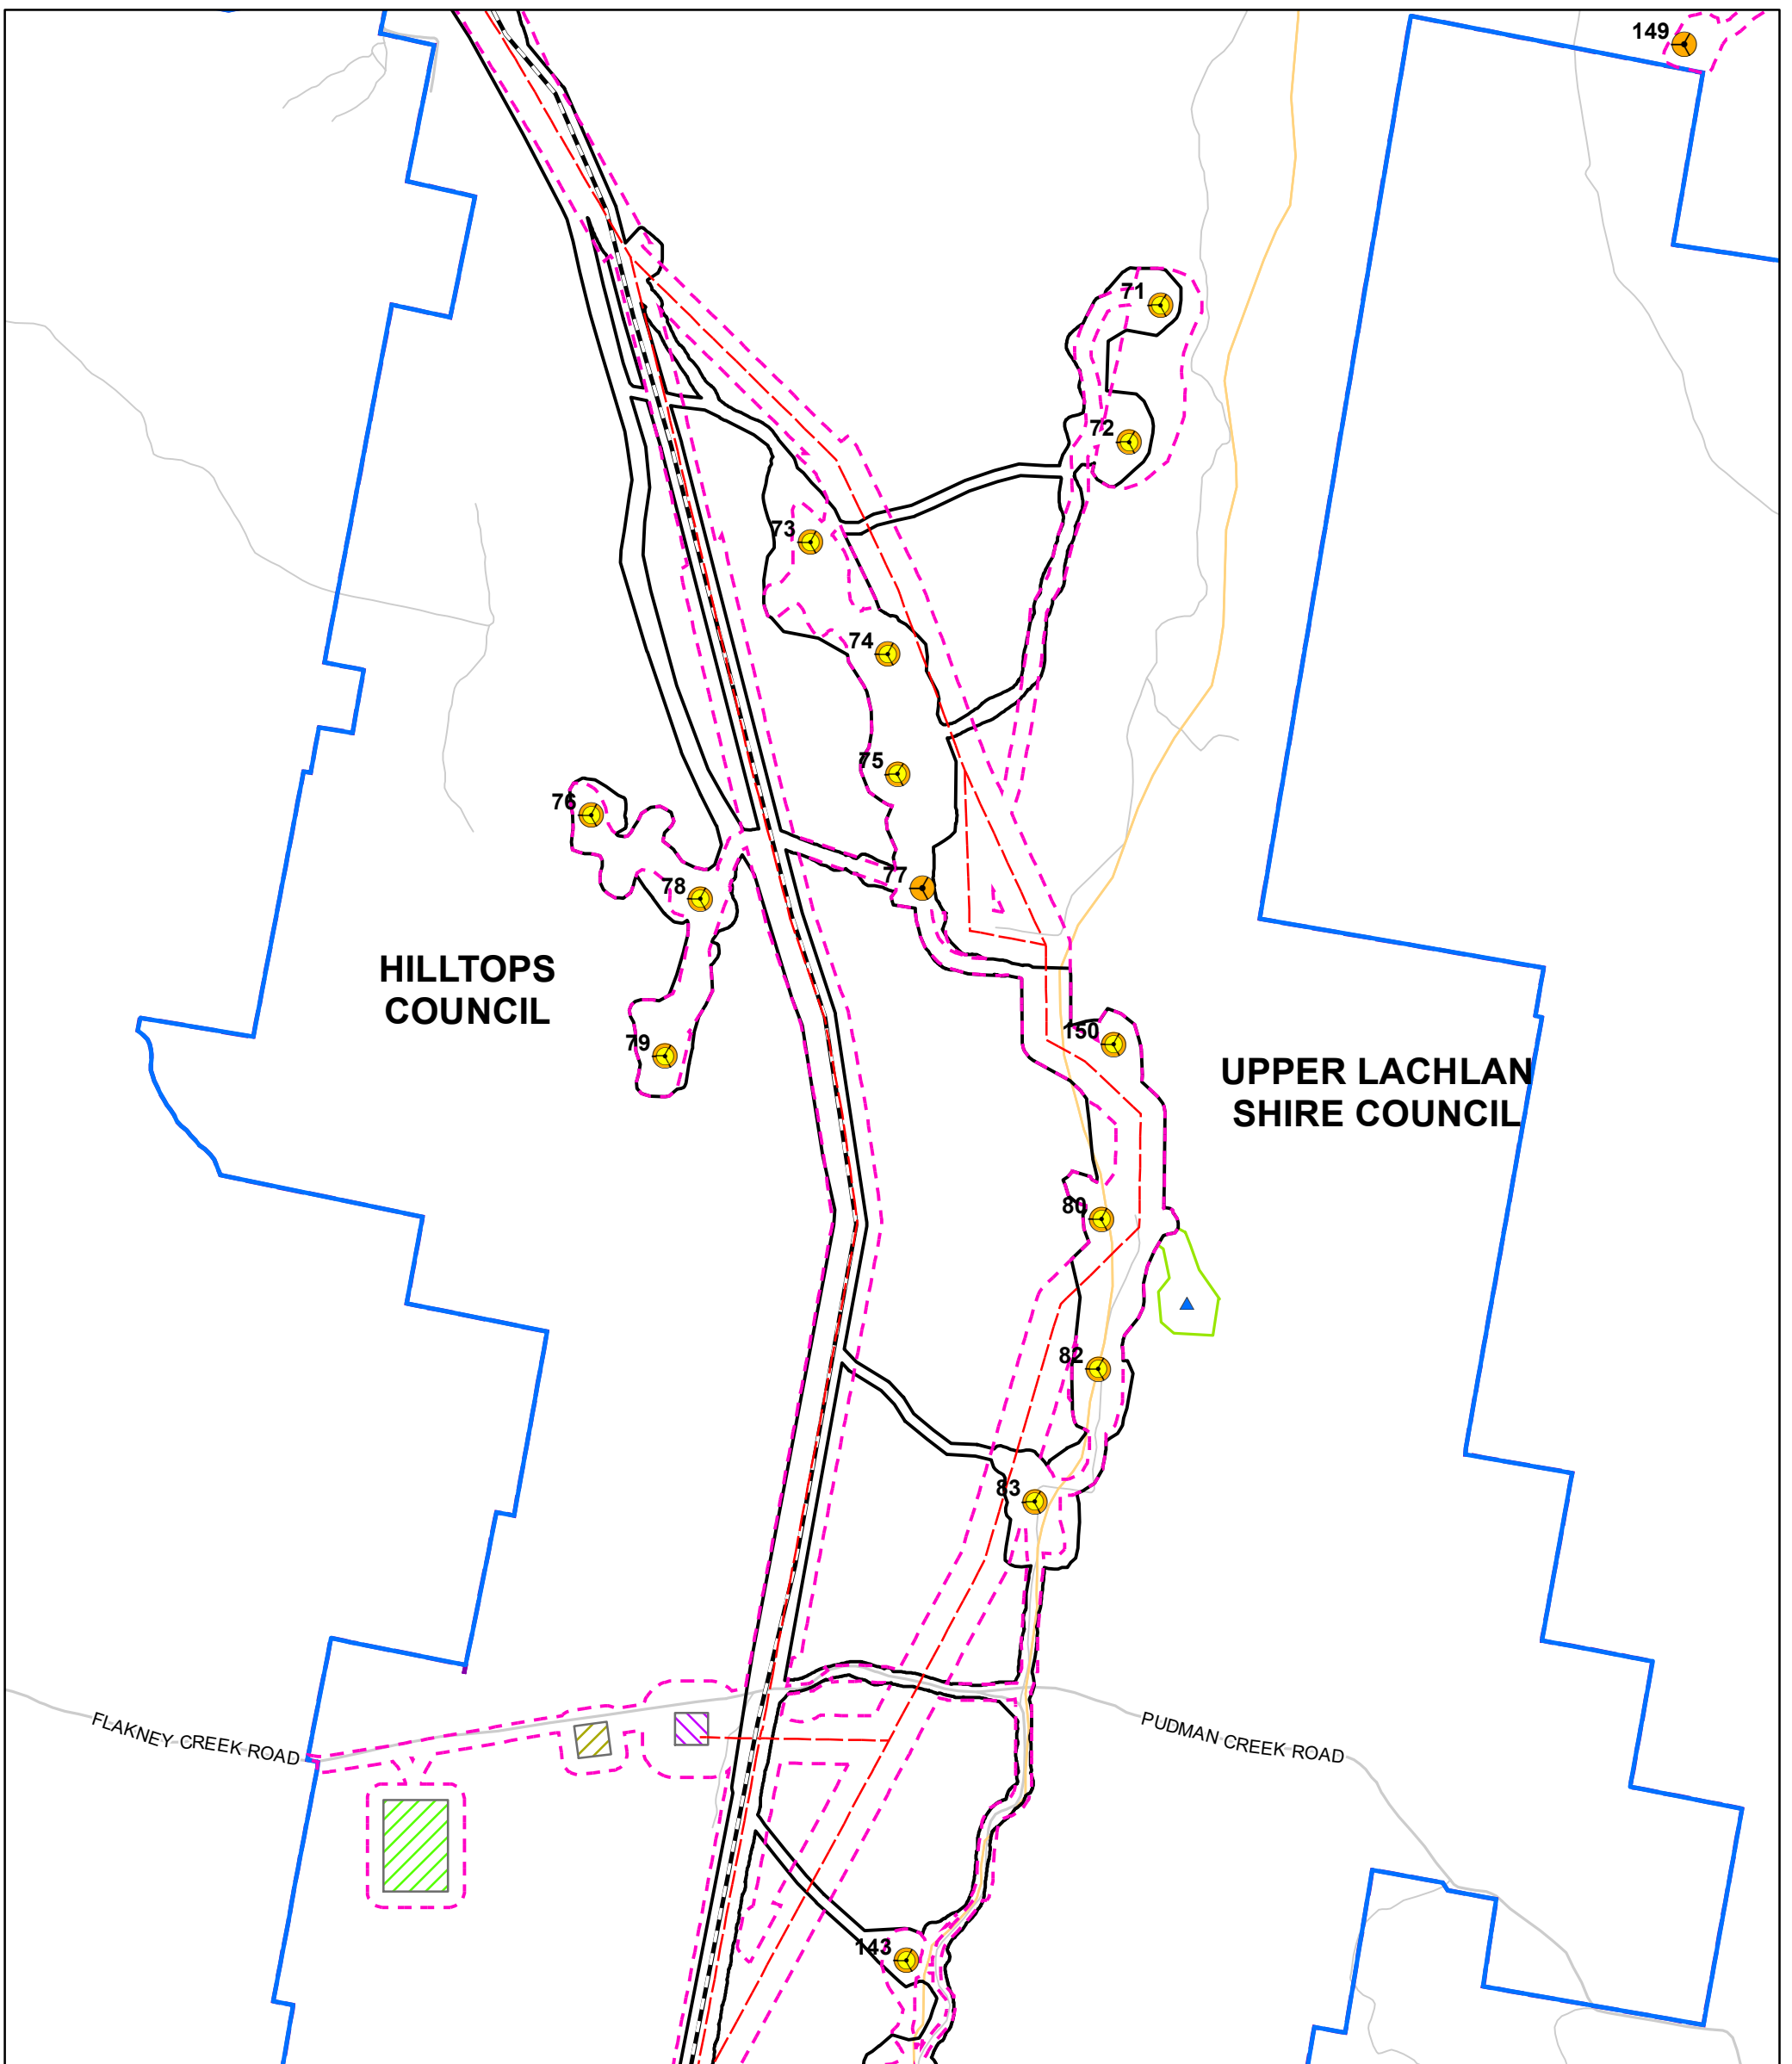 149
71
72
73
74
75
76
77
78
HILLTOPS
COUNCIL
150
79
UPPER LACHLAN
SHIRE COUNCIL
80
82
83
FLAKNEY CREEK ROAD
PUDMAN CREEK ROAD
143